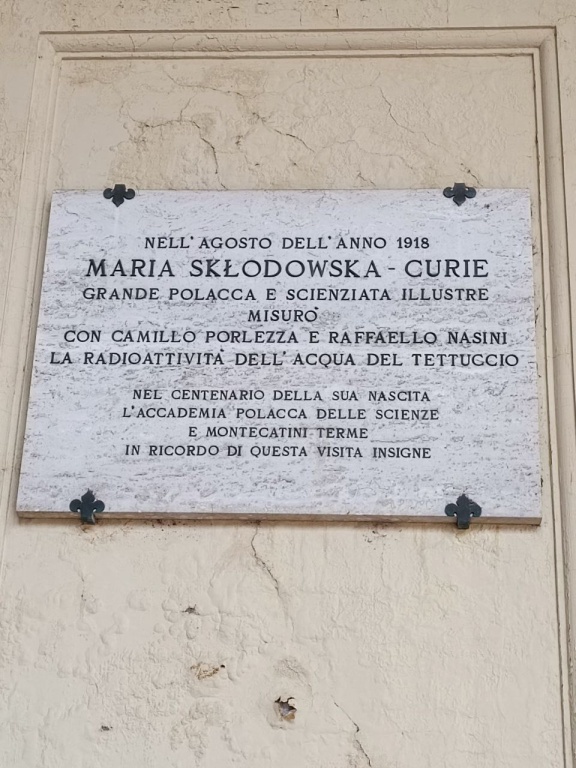 NELL'AGOSTO DELL'ANNO 1918
MARIA SKŁODOWSKA - CURIE
GRANDE POLACCA E SCIENZIATA ILLUSTRE
MISURO'
CON CAMILLO PORLEZZA E RAFFAELLO NASINI
LA RADIOATTIVITA' DELL'ACQUA DEL TETTUCCIO
NEL CENTENARIO DELLA SUA NASCITA
L'ACCADEMIA POLACCA DELLE SCIENZE
E MONTECATINI TERME
IN RICORDO DI QUESTA VISITA INSIGNE